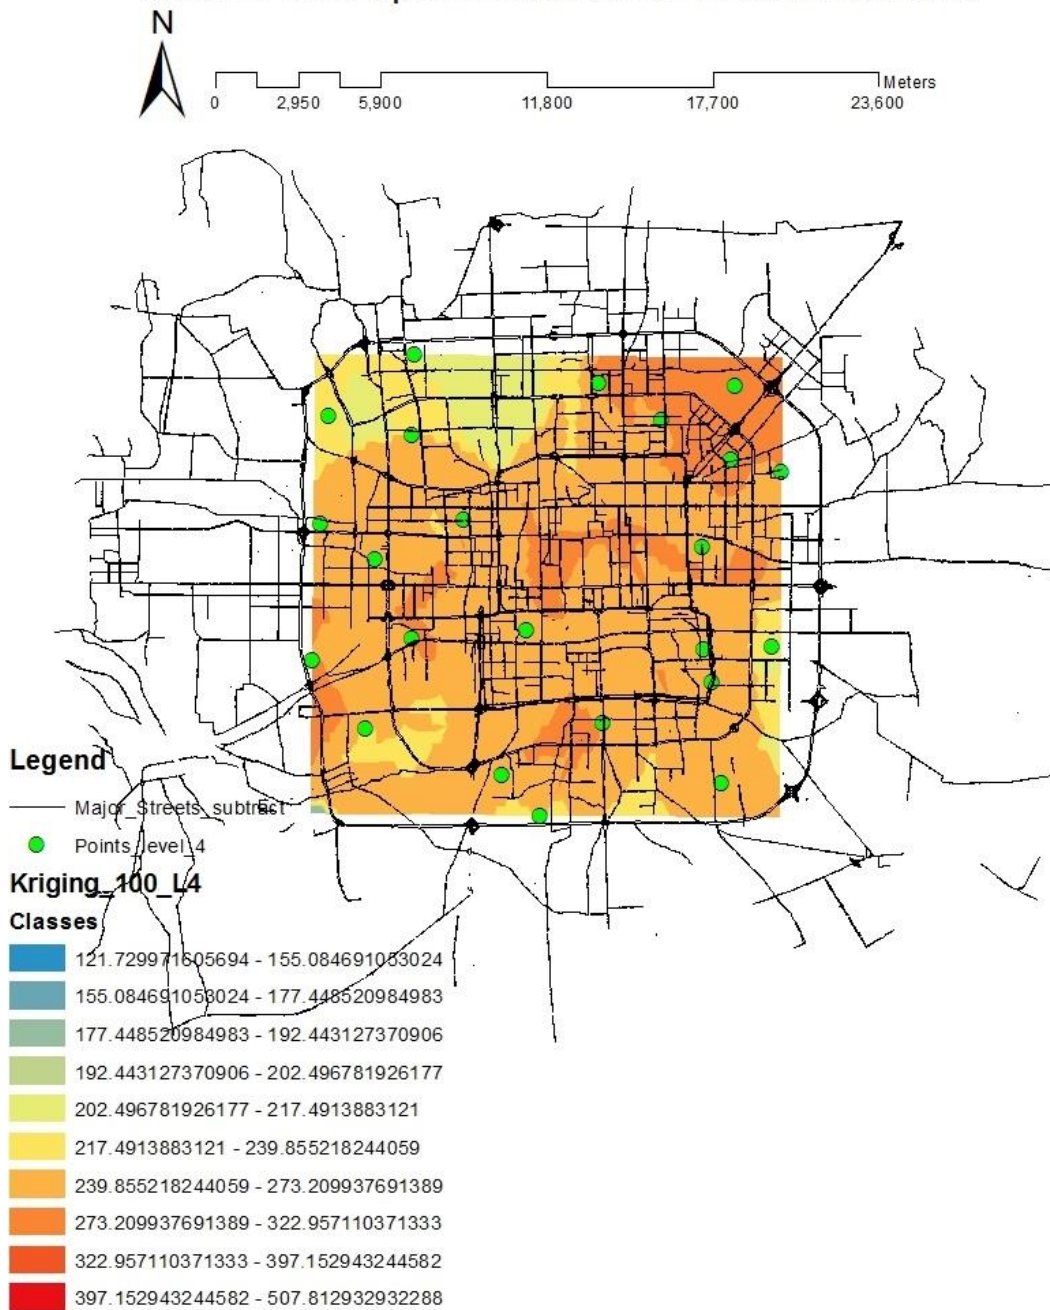 N
Meters
0 2,950 5,900 11,800 17,700 23,600
Legend
Major_Streets_subtract
Points_level_4
Kriging_100_L4
Classes
121.729971605694 - 155.084691053024
155.084691053024 - 177.448520984983
177.448520984983 - 192.443127370906
192.443127370906 - 202.496781926177
202.496781926177 - 217.4913883121
217.4913883121 - 239.855218244059
239.855218244059 - 273.209937691389
273.209937691389 - 322.957110371333
322.957110371333 - 397.152943244582
397.152943244582 - 507.812932932288